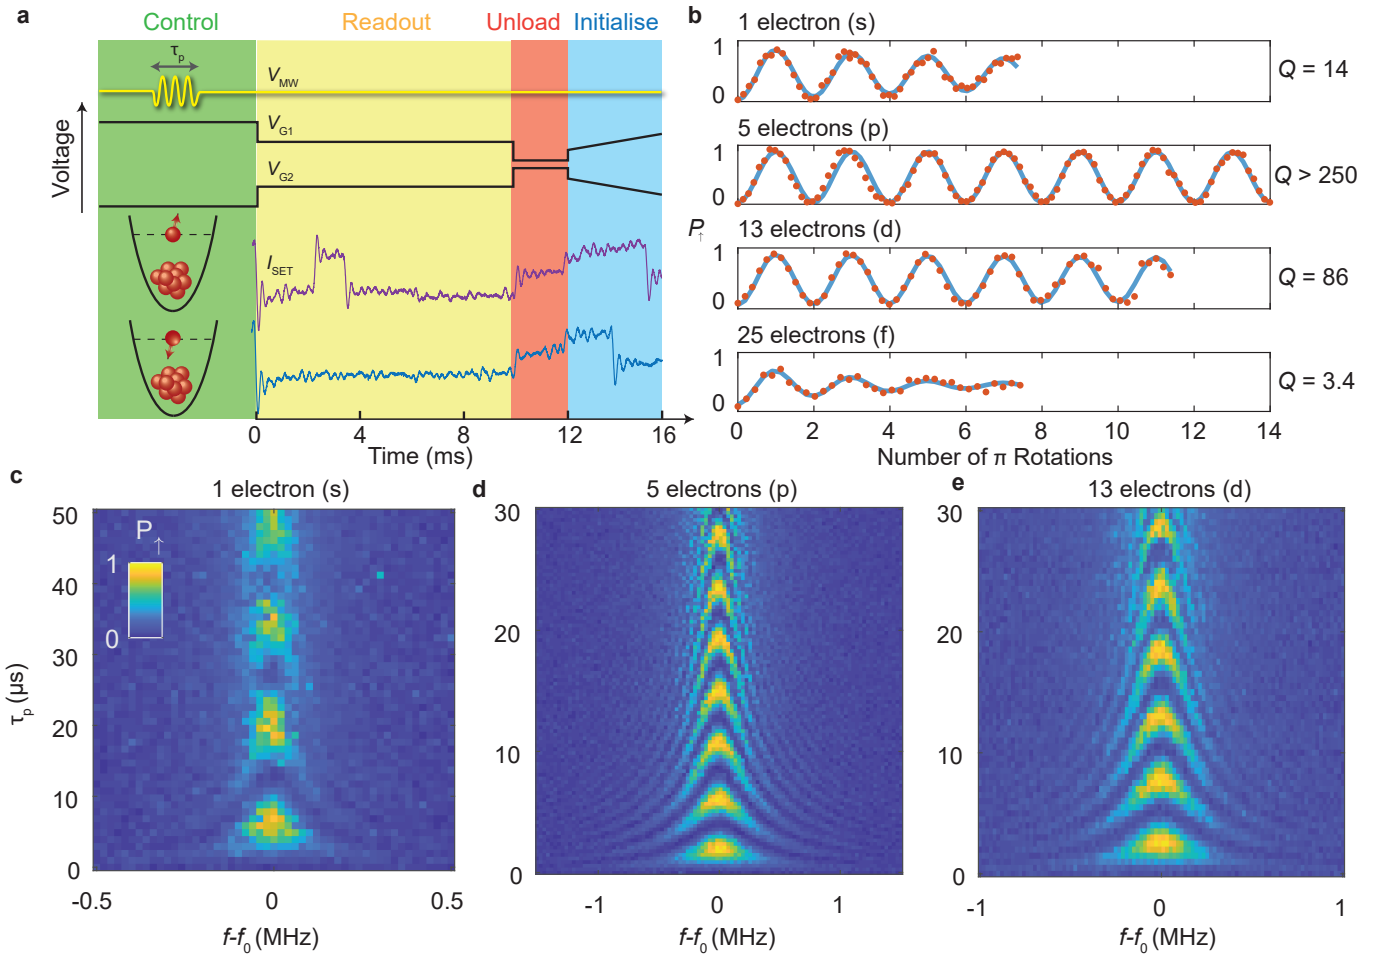 a
Control
Readout
Unload
Initialise
τp
VMW
VG1
VG2
ISET
Voltage
0
4
8
12
16
Time (ms)
b
1 electron (s)
1
0
Q = 14
5 electrons (p)
1
0
Q > 250
P↑
13 electrons (d)
1
0
Q = 86
25 electrons (f)
1
0
Q = 3.4
0
2
4
6
8
10
12
14
Number of π Rotations
c
1 electron (s)
P↑
1
0
50
40
30
20
10
0
τp (μs)
-0.5
0
0.5
f-f0 (MHz)
d
5 electrons (p)
30
20
10
0
-1
0
1
f-f0 (MHz)
e
13 electrons (d)
30
20
10
0
-1
0
1
f-f0 (MHz)